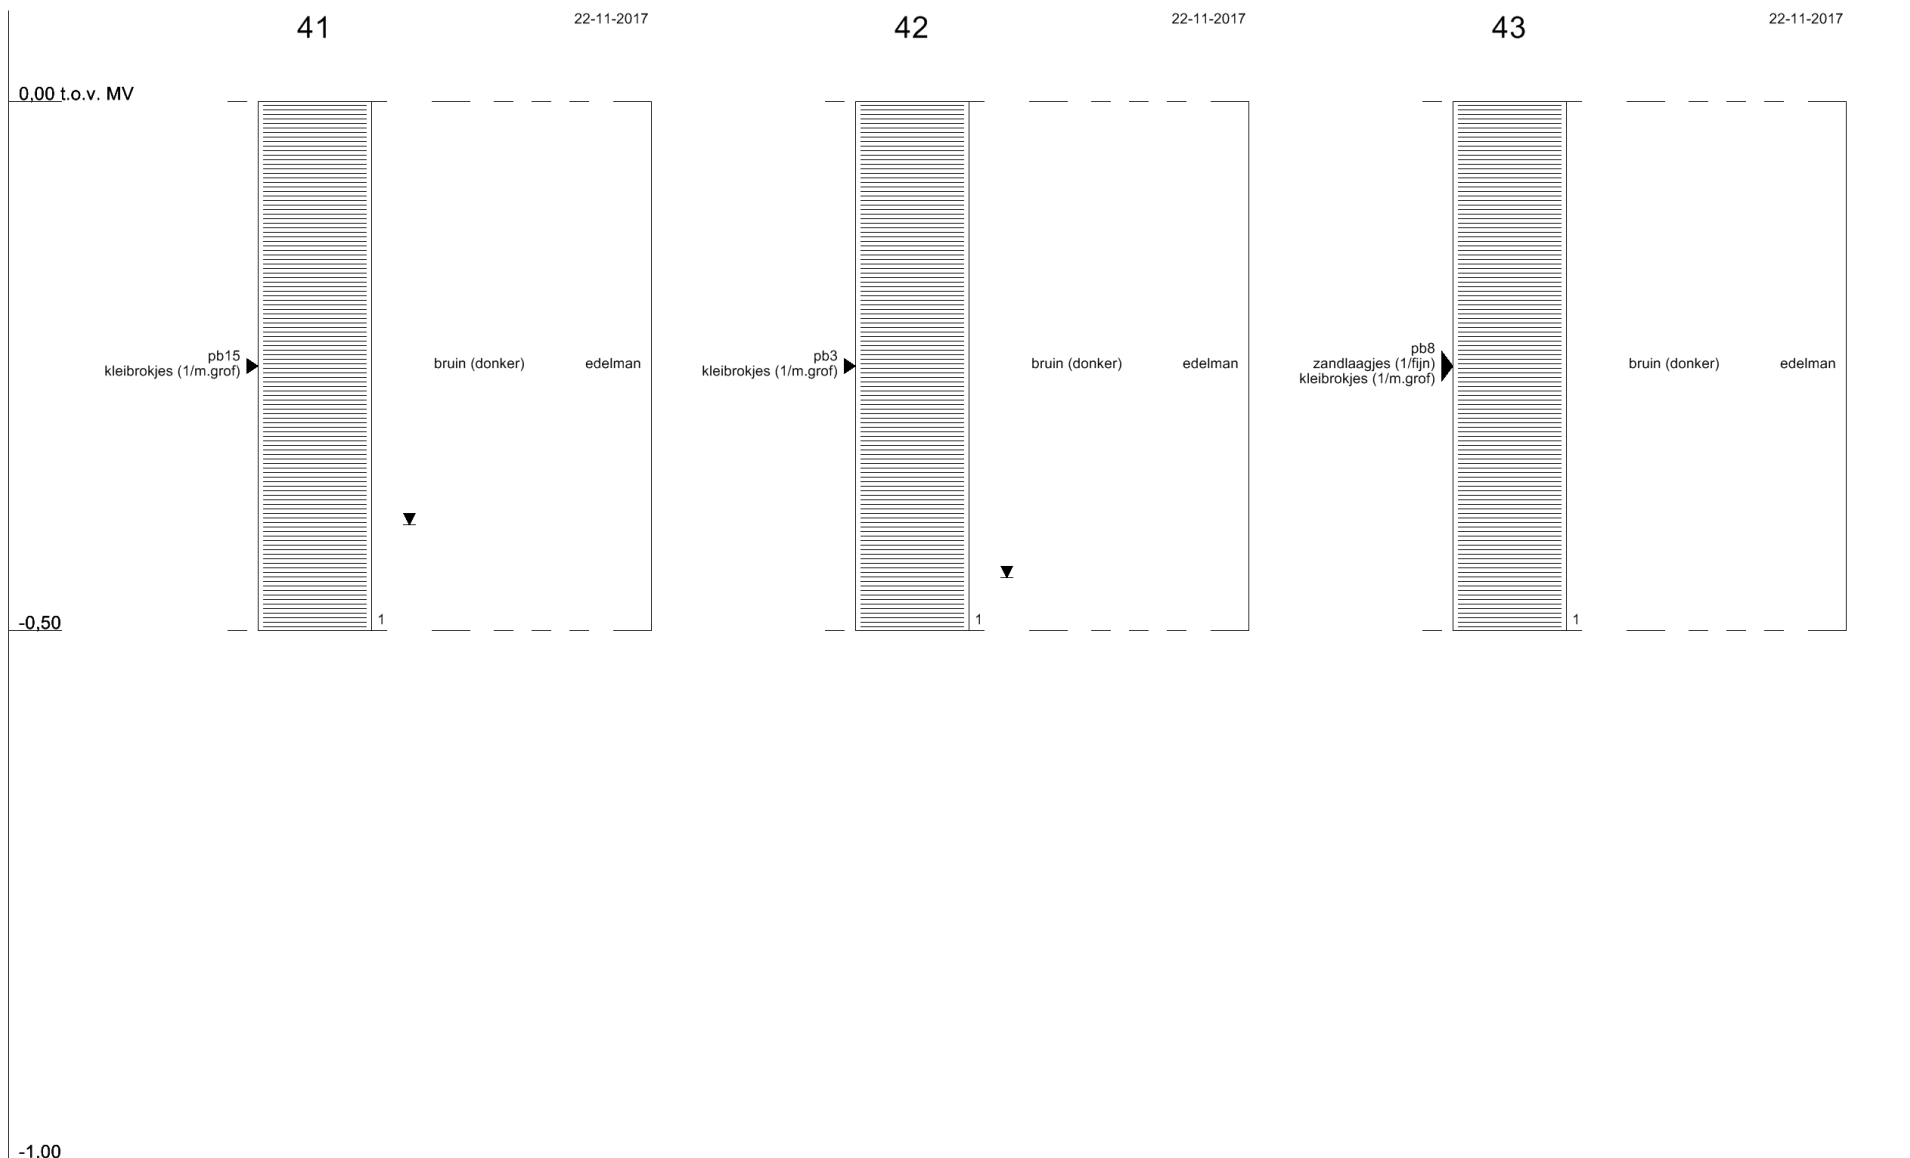 41
22-11-2017
42
22-11-2017
43
22-11-2017
0,00 t.o.v. MV
pb15
kleibrokjes (1/m.grof)
bruin (donker)
edelman
1
pb3
kleibrokjes (1/m.grof)
bruin (donker)
edelman
1
pb8
zandlaagjes (1/fijn)
kleibrokjes (1/m.grof)
bruin (donker)
edelman
1
-0,50
-1,00